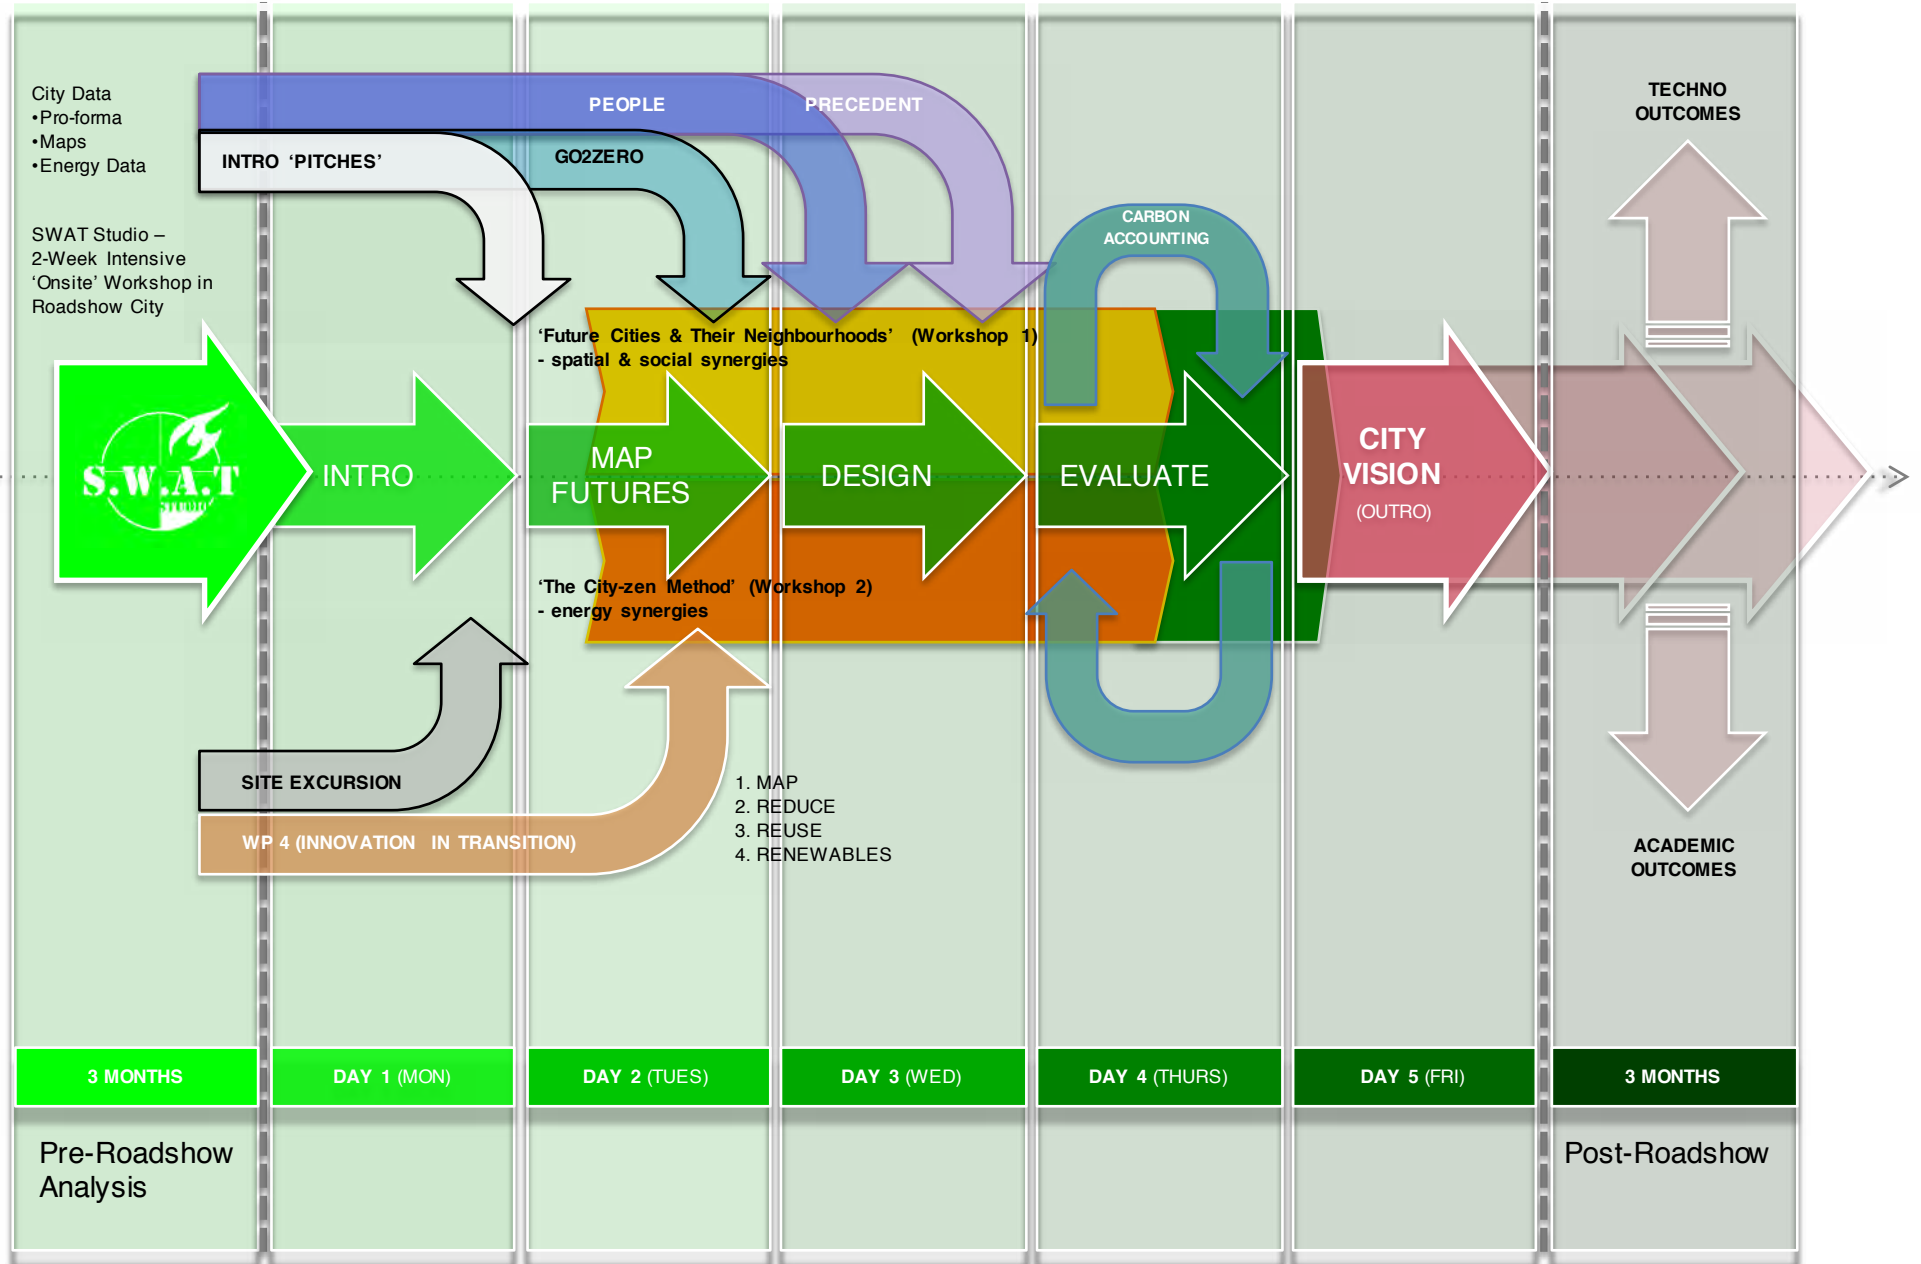 City Data
•Pro-forma
•Maps
•Energy Data
SWAT Studio –
2-Week Intensive
‘Onsite’ Workshop in
Roadshow City
PEOPLE
PRECEDENT
INTRO ‘PITCHES’
GO2ZERO
CARBON
ACCOUNTING
TECHNO
OUTCOMES
‘Future Cities & Their Neighbourhoods’ (Workshop 1)
- spatial & social synergies
S.W.A.T
STUDIO
INTRO
MAP
FUTURES
DESIGN
EVALUATE
CITY
VISION
(OUTRO)
‘The City-zen Method’ (Workshop 2)
- energy synergies
SITE EXCURSION
WP 4 (INNOVATION IN TRANSITION)
1. MAP
2. REDUCE
3. REUSE
4. RENEWABLES
ACADEMIC
OUTCOMES
3 MONTHS
DAY 1 (MON)
DAY 2 (TUES)
DAY 3 (WED)
DAY 4 (THURS)
DAY 5 (FRI)
3 MONTHS
Pre-Roadshow
Analysis
Post-Roadshow